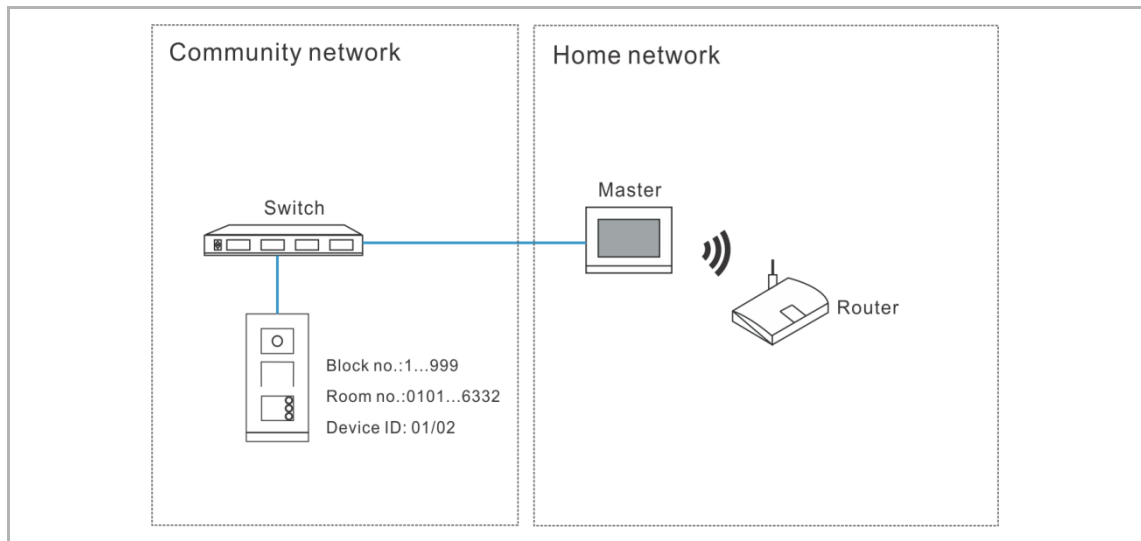 Community network
Home network
Switch
Master
Router
Block no.:1...999
Room no.:0101...6332
Device ID: 01/02